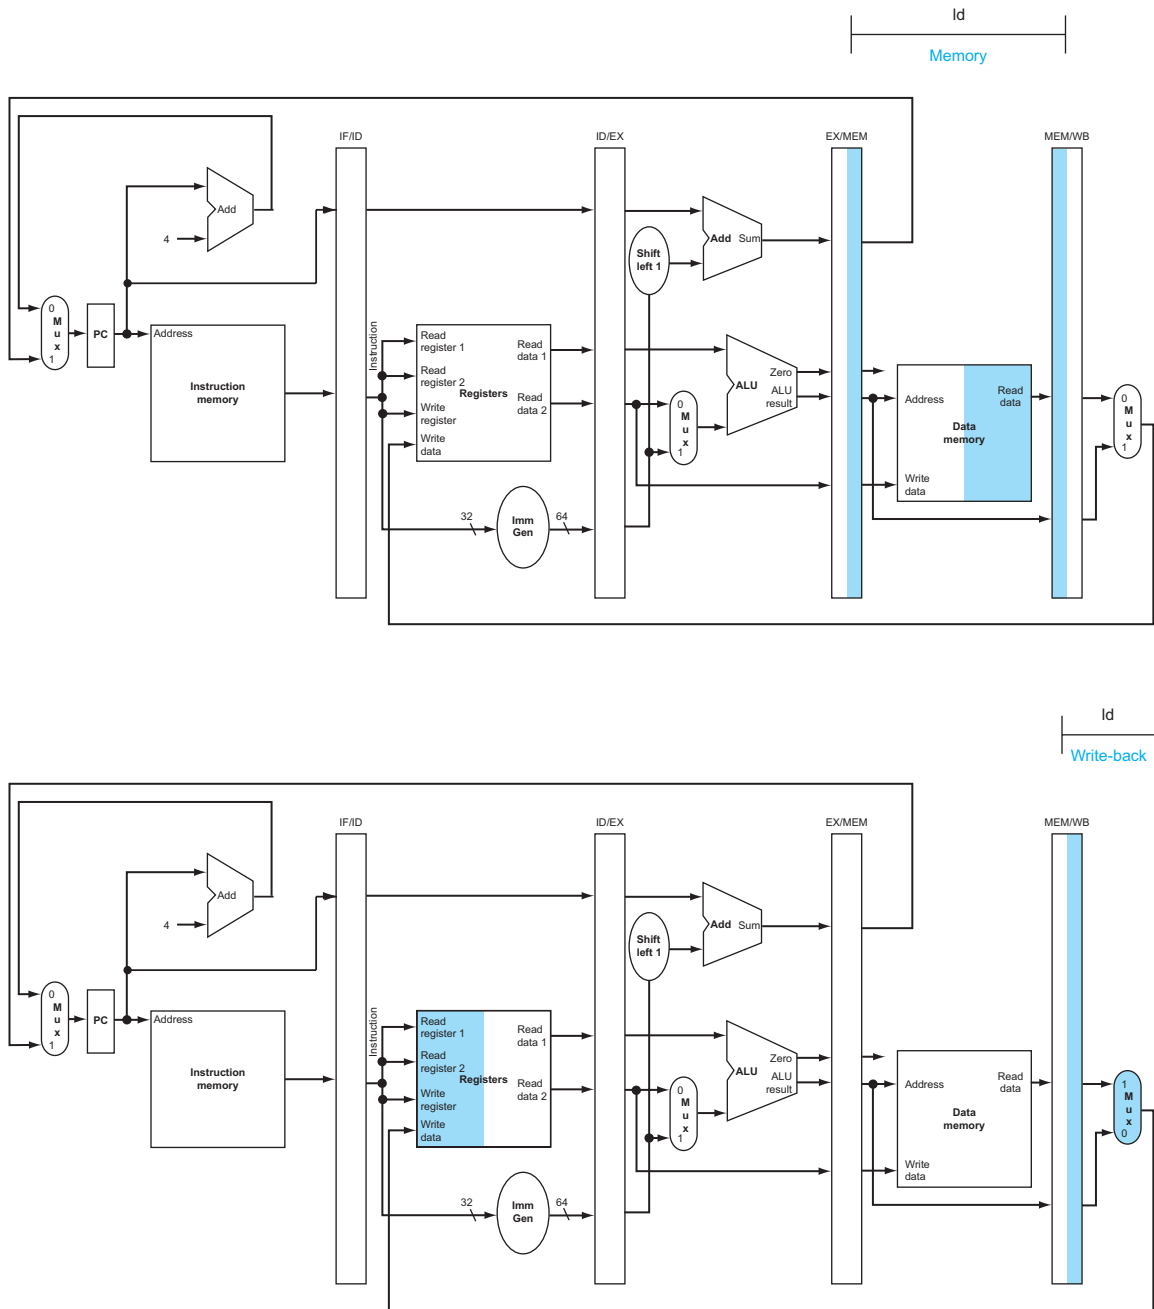 ld
Memory
IF/ID
ID/EX
EX/MEM
MEM/WB
Add
4
Add Sum
Shift
left 1
0
M
u
x
1
PC
Address
Instruction
memory
Instruction
Read
register 1
Read
register 2
Registers
Write
register
Write
data
Read
data 1
Read
data 2
0
M
u
x
1
ALU
Zero
ALU
result
Address
Read
data
Data
memory
Write
data
0
M
u
x
1
32
Imm
Gen
64
ld
Write-back
IF/ID
ID/EX
EX/MEM
MEM/WB
Add
4
Add Sum
Shift
left 1
0
M
u
x
1
PC
Address
Instruction
memory
Instruction
Read
register 1
Read
register 2
Registers
Write
register
Write
data
Read
data 1
Read
data 2
0
M
u
x
1
ALU
Zero
ALU
result
Address
Read
data
Data
memory
Write
data
1
M
u
x
0
32
Imm
Gen
64